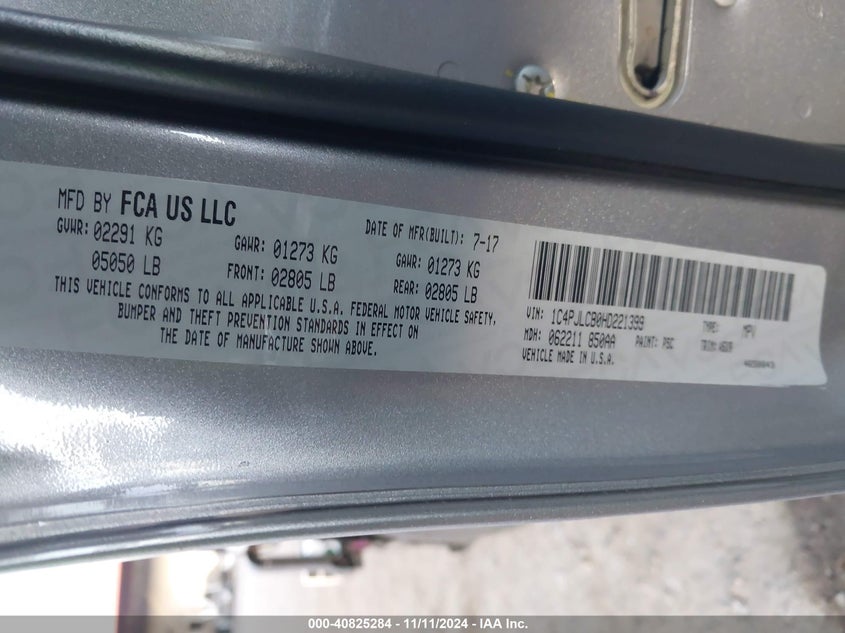 MFD BY FCA US LLC
DATE OF MFR(BUILT): 7-17
GVWR: 02291 KG
GAWR: 01273 KG
GAWR: 01273 KG
05050 LB
FRONT: 02805 LB
REAR: 02805 LB
THIS VEHICLE CONFORMS TO ALL APPLICABLE U.S.A. FEDERAL MOTOR VEHICLE SAFETY,
BUMPER AND THEFT PREVENTION STANDARDS IN EFFECT ON
THE DATE OF MANUFACTURE SHOWN ABOVE.
VIN: 1C4PJLCB0HD221399 TYPE: MPV
MDH: 062211 850AA PAINT: PSC TRIM:
VEHICLE MADE IN U.S.A.
000-40825284 - 11/11/2024 - IAA Inc.